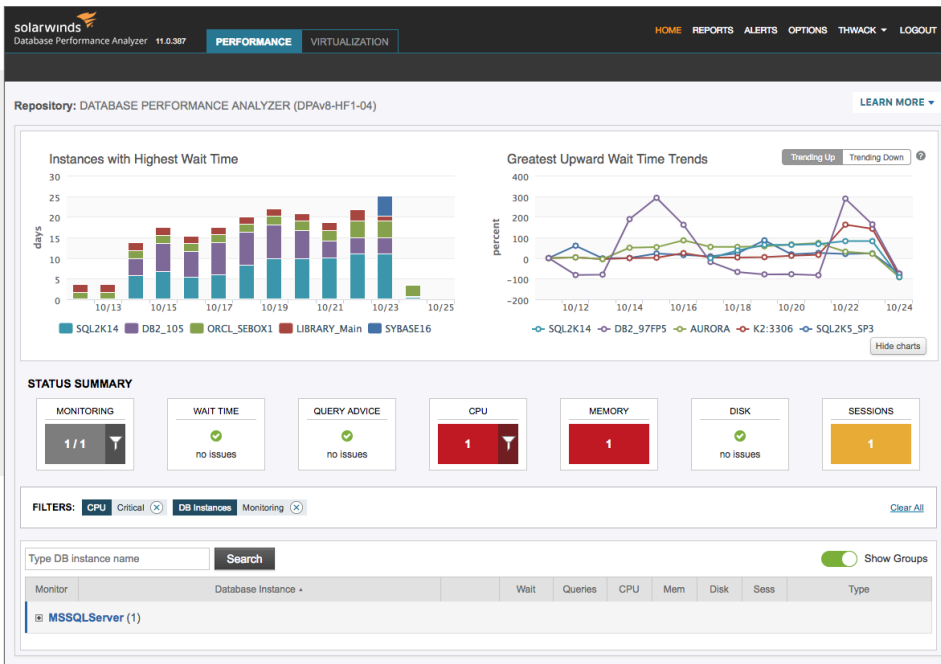 solarwinds
Database Performance Analyzer 11.0.387
PERFORMANCE VIRTUALIZATION
HOME REPORTS ALERTS OPTIONS THWACK LOGOUT
Repository: DATABASE PERFORMANCE ANALYZER (DPAv8-HF1-04)
LEARN MORE
Instances with Highest Wait Time
30
25
20
15
10
5
0
days
10/13 10/15 10/17 10/19 10/21 10/23 10/25
SQL2K14 DB2_105 ORCL_SEBOX1 LIBRARY_Main SYBASE16
Greatest Upward Wait Time Trends
Trending Up Trending Down ?
400
300
200
100
0
-100
-200
percent
10/12 10/14 10/16 10/18 10/20 10/22 10/24
SQL2K14 DB2_97FP5 AURORA K2:3306 SQL2K5_SP3
Hide charts
STATUS SUMMARY
MONITORING WAIT TIME QUERY ADVICE CPU MEMORY DISK SESSIONS
1 / 1 no issues no issues 1 1 no issues 1
FILTERS: CPU Critical DB Instances Monitoring Clear All
Type DB instance name Search Show Groups
Monitor Database Instance Wait Queries CPU Mem Disk Sess Type
MSSQLServer (1)